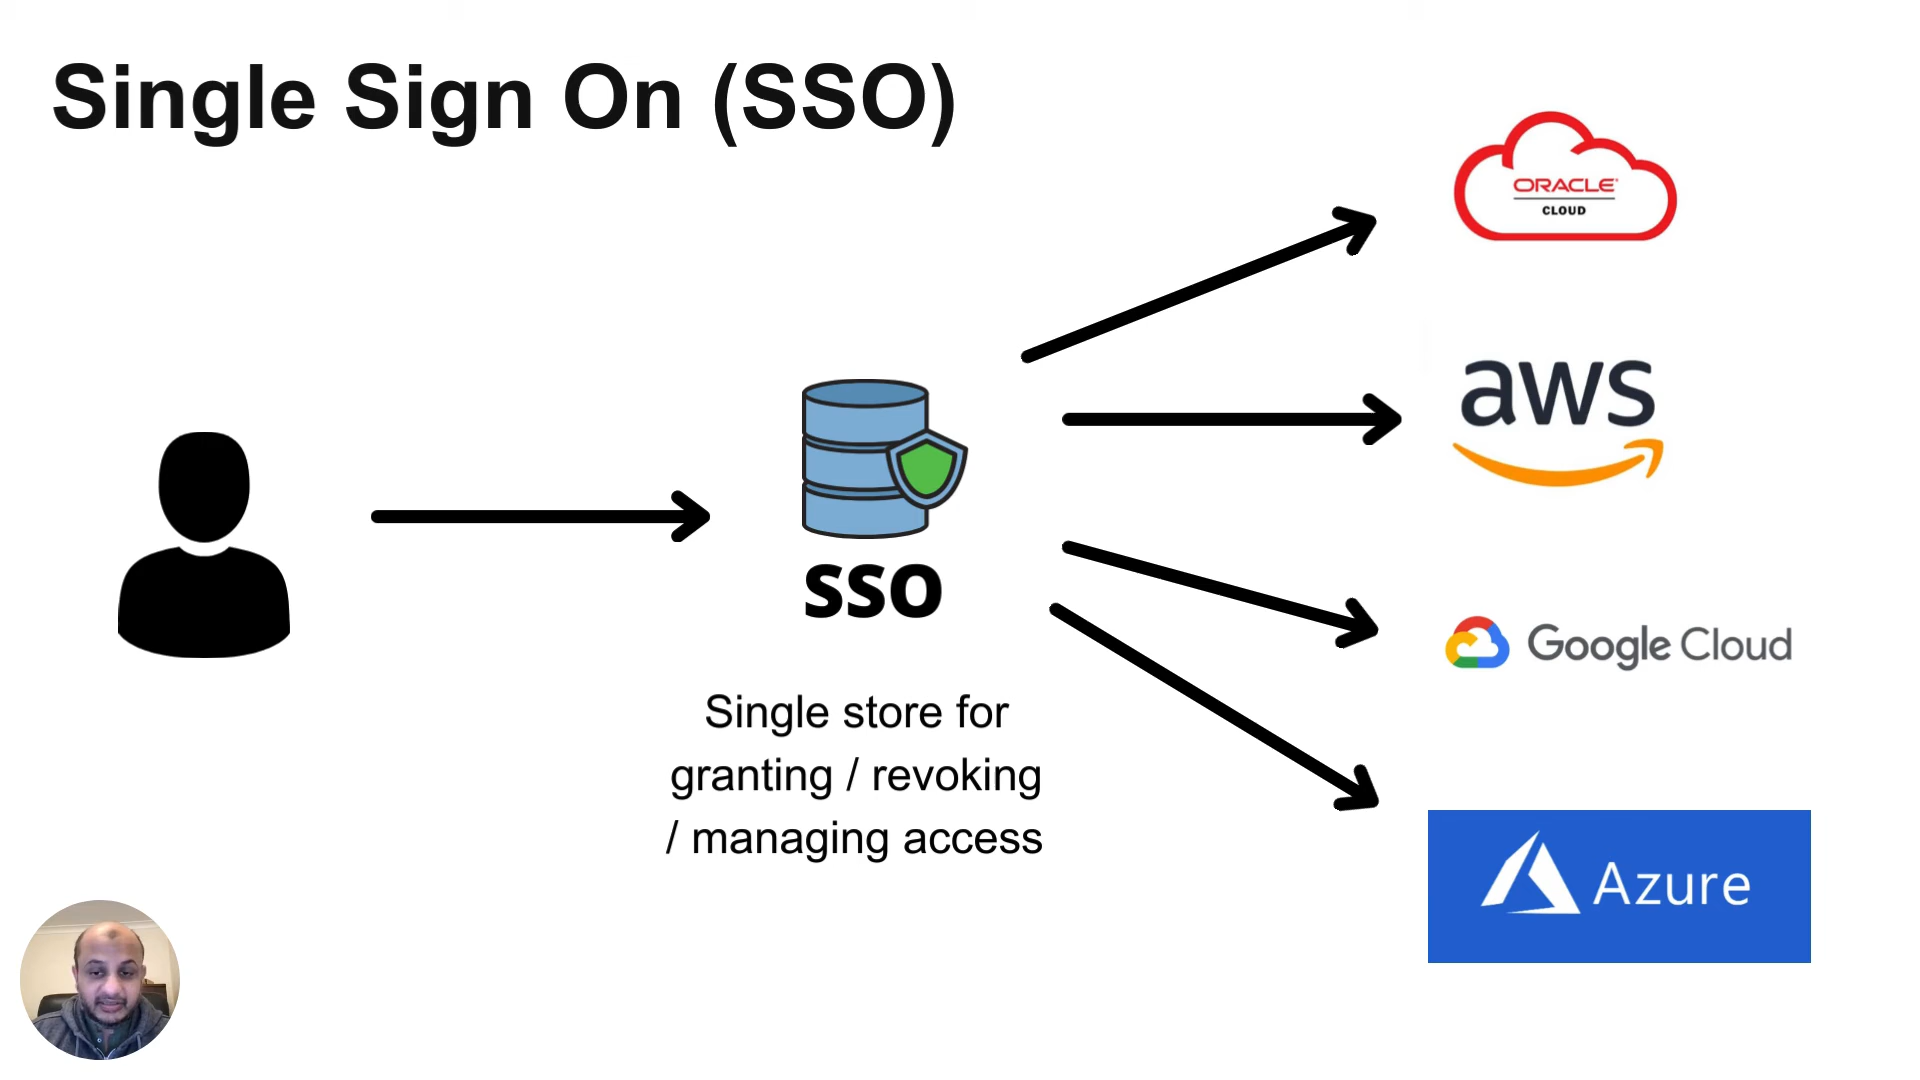 Single Sign On (SSO)
ORACLE
CLOUD
aws
SSO
Google Cloud
Single store for
granting / revoking
/ managing access
Azure